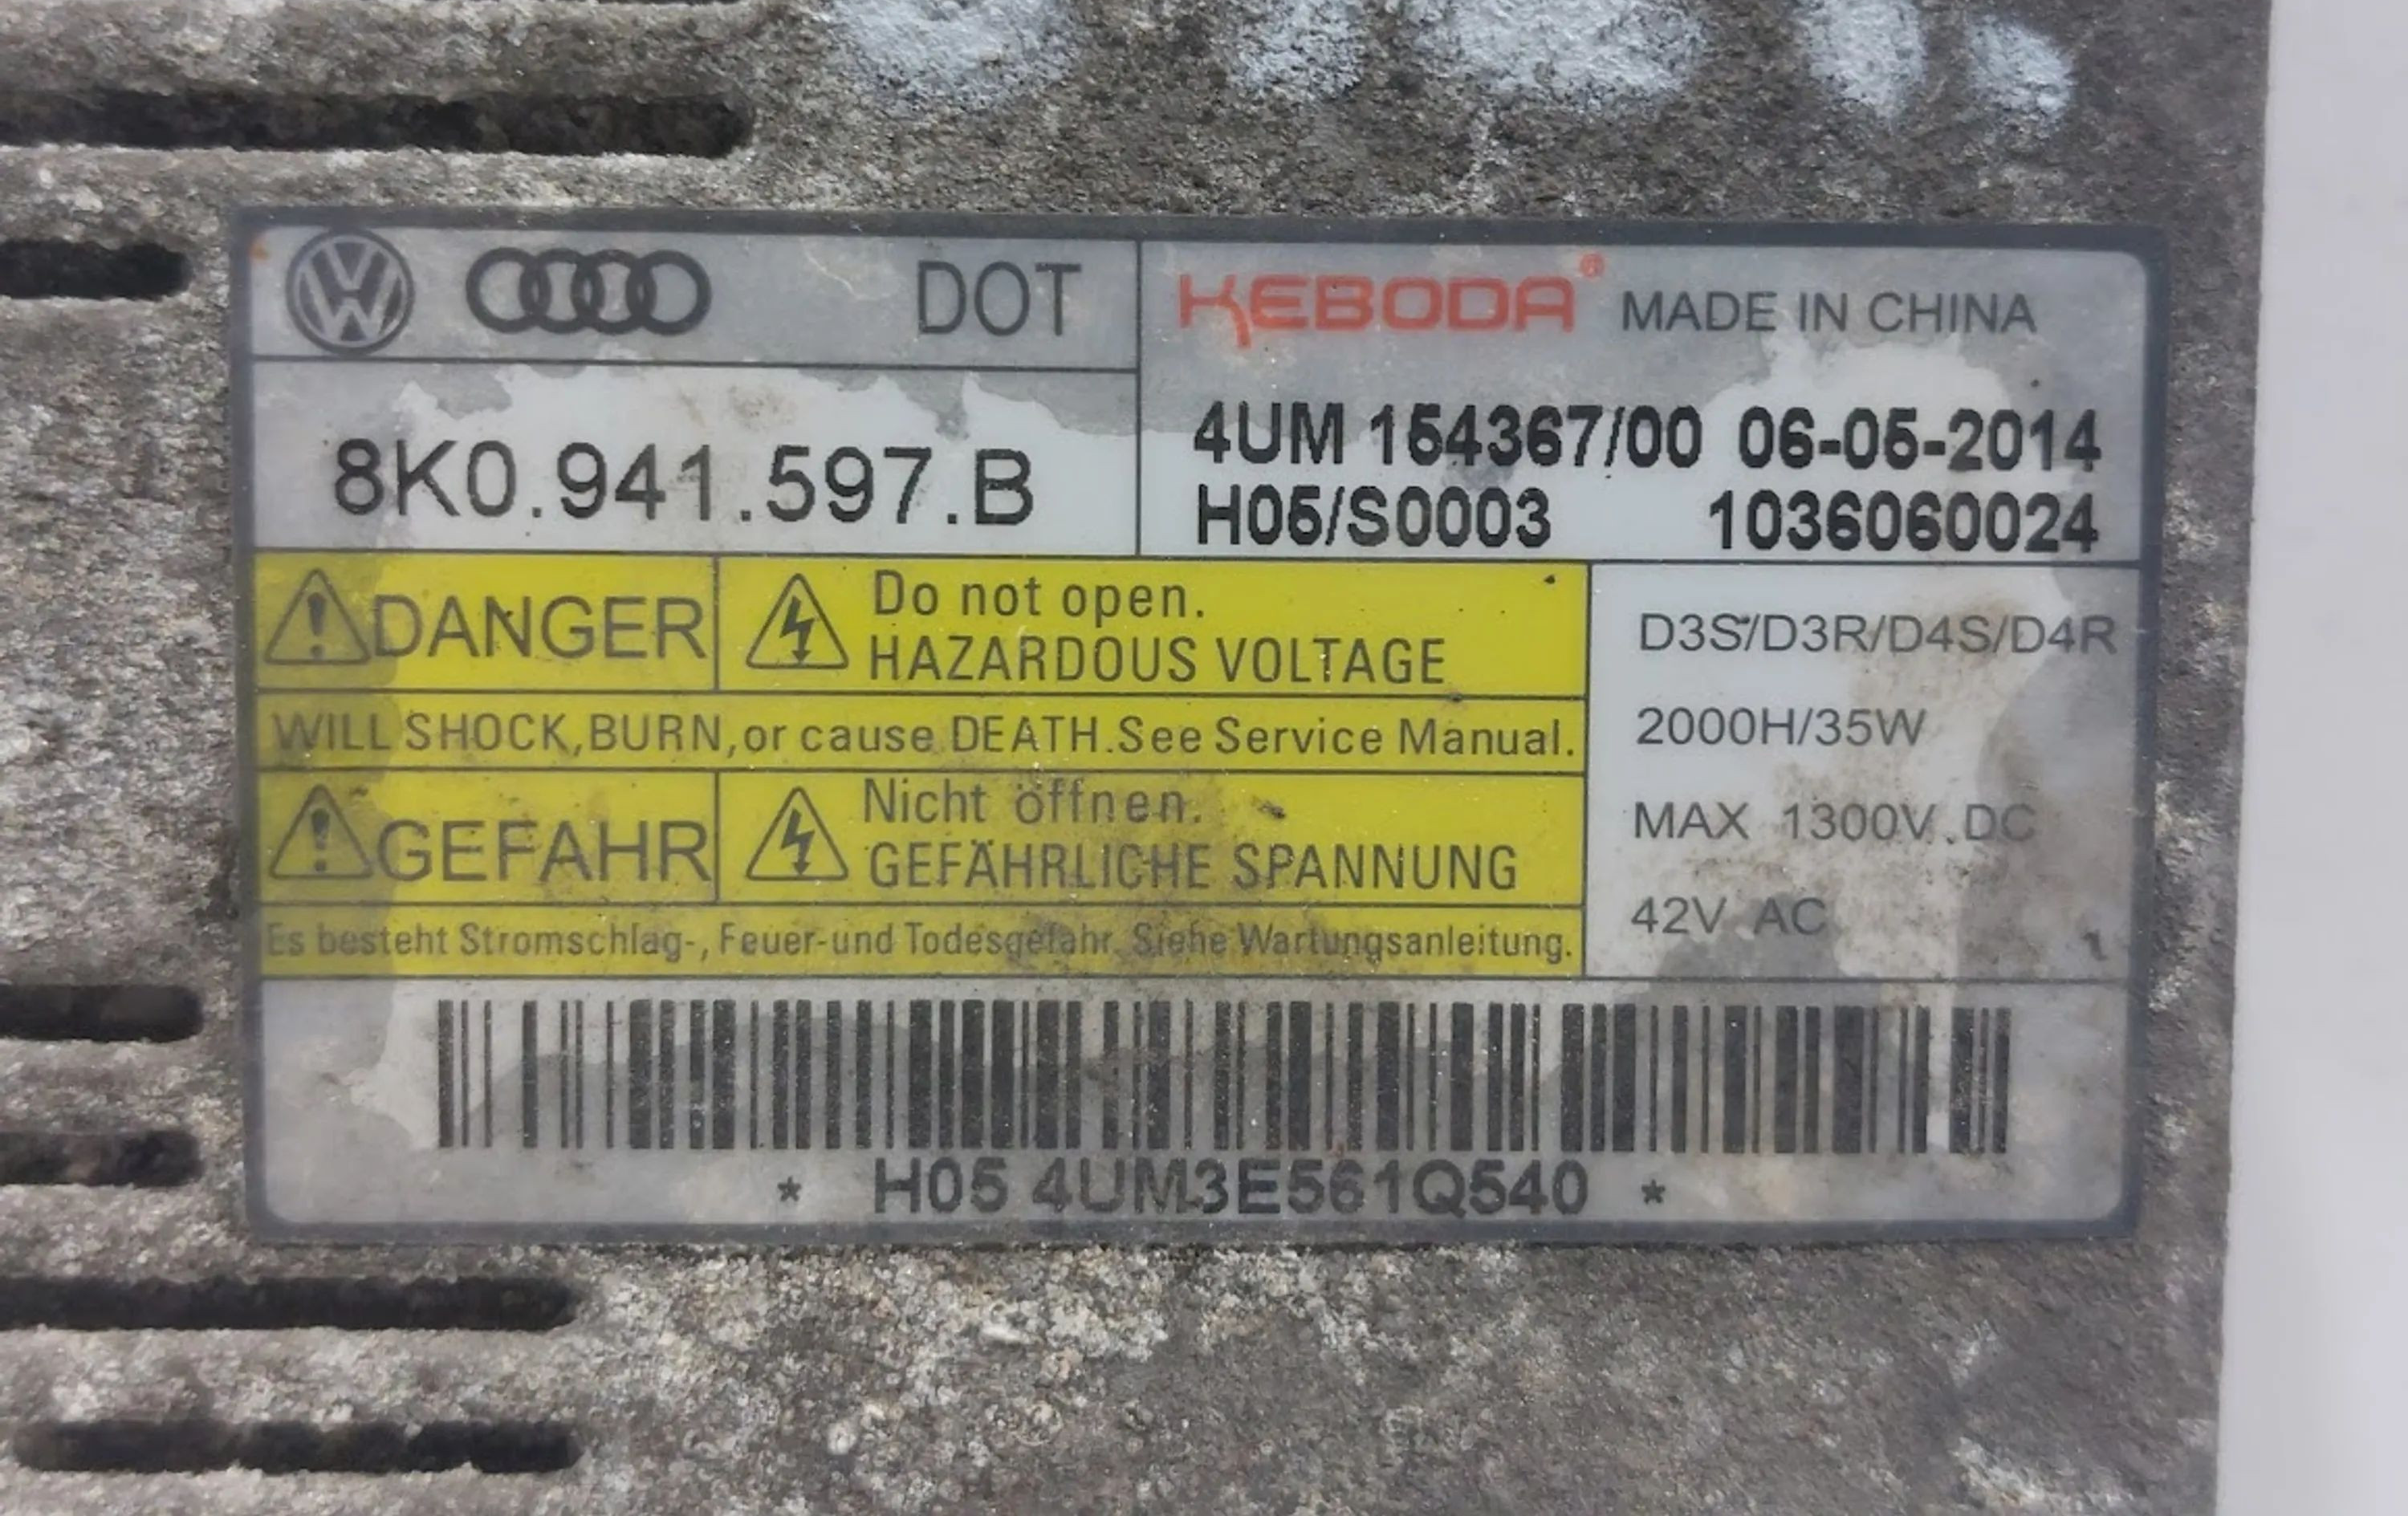 DOT
KEBODA® MADE IN CHINA
8K0.941.597.B
4UM 154367/00 06-05-2014
H05/S0003 1036060024
DANGER
Do not open.
HAZARDOUS VOLTAGE
WILL SHOCK,BURN,or cause DEATH.See Service Manual.
GEFAHR
Nicht öffnen.
GEFÄHRLICHE SPANNUNG
Es besteht Stromschlag-, Feuer-und Todesgefahr. Siehe Wartungsanleitung.
D3S/D3R/D4S/D4R
2000H/35W
MAX 1300V DC
42V AC
* H05 4UM3E561Q540 *